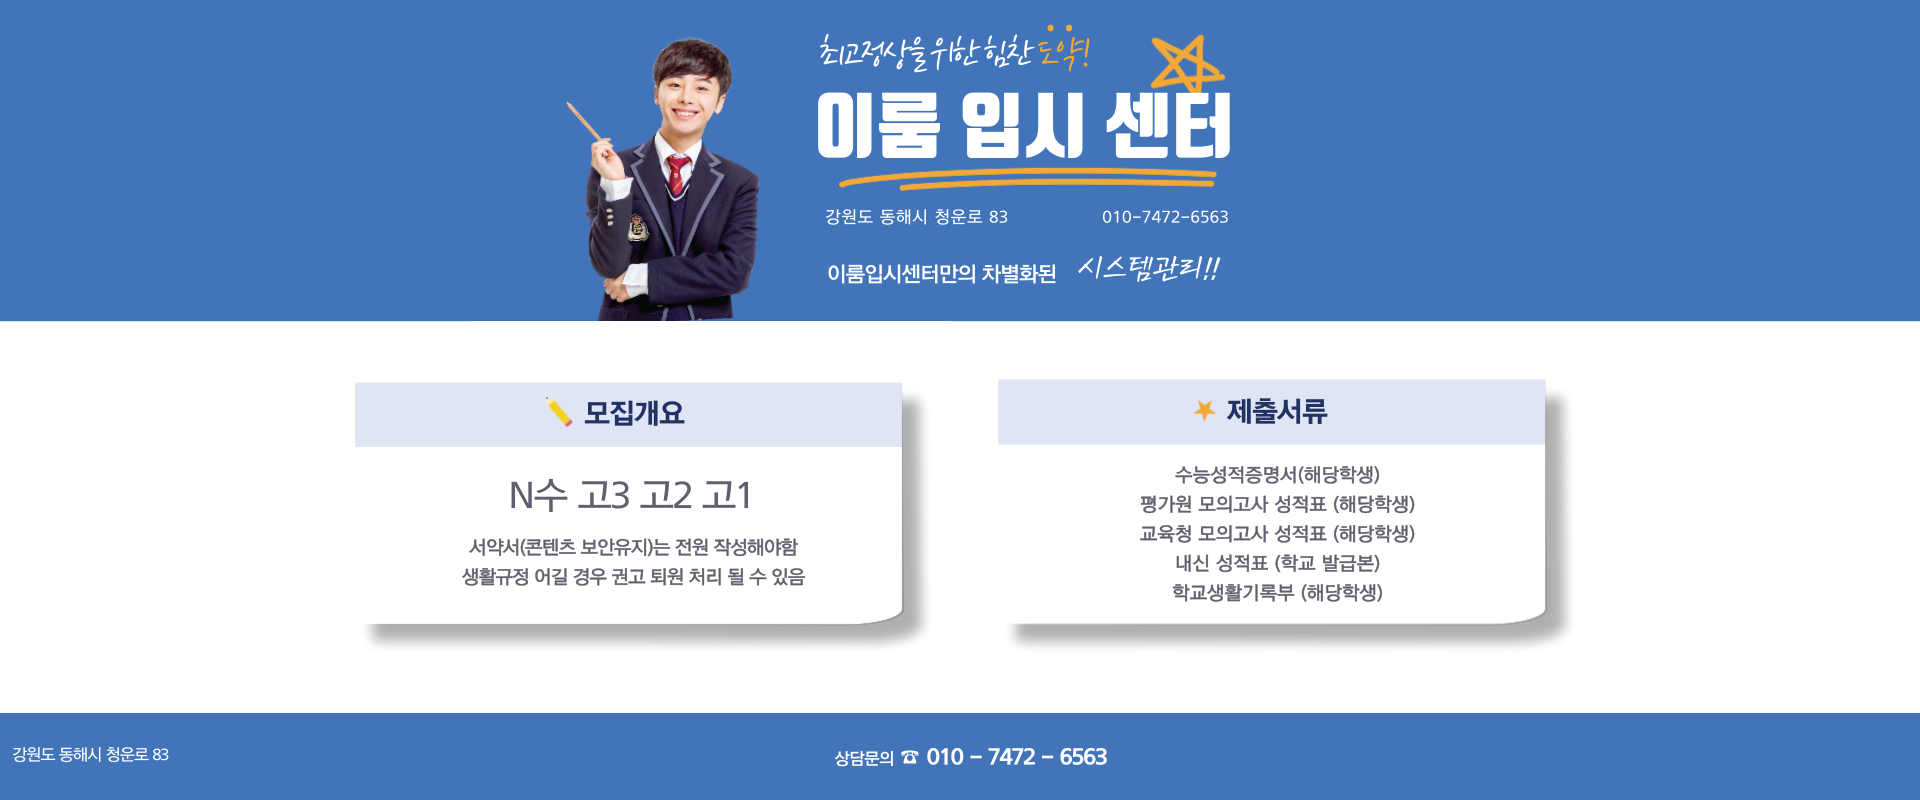 최고정상을 위한 힘찬 도약!
이룸 입시 센터
강원도 동해시 청운로 83
010-7472-6563
이룸입시센터만의 차별화된 시스템관리!!
모집개요
N수 고3 고2 고1
서약서(콘텐츠 보안유지)는 전원 작성해야함
생활규정 어길 경우 권고 퇴원 처리 될 수 있음
제출서류
수능성적증명서(해당학생)
평가원 모의고사 성적표 (해당학생)
교육청 모의고사 성적표 (해당학생)
내신 성적표 (학교 발급본)
학교생활기록부 (해당학생)
강원도 동해시 청운로 83
상담문의 ☎ 010 - 7472 - 6563